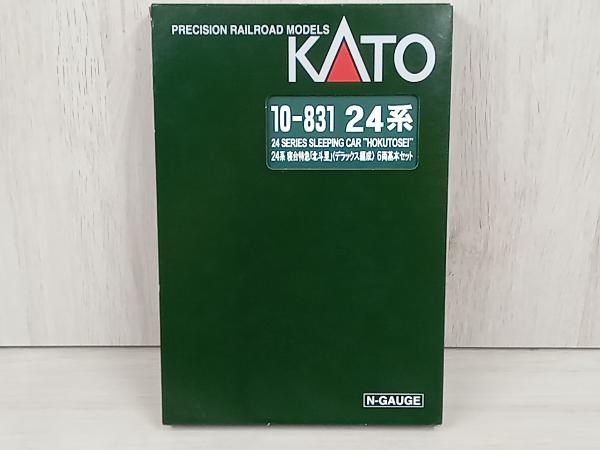 PRECISION RAILROAD MODELS
KATO
10-831 24系
24 SERIES SLEEPING CAR "HOKUTOSEI"
24系 寝台特急「北斗星」〈デラックス編成〉 6両基本セット
N-GAUGE